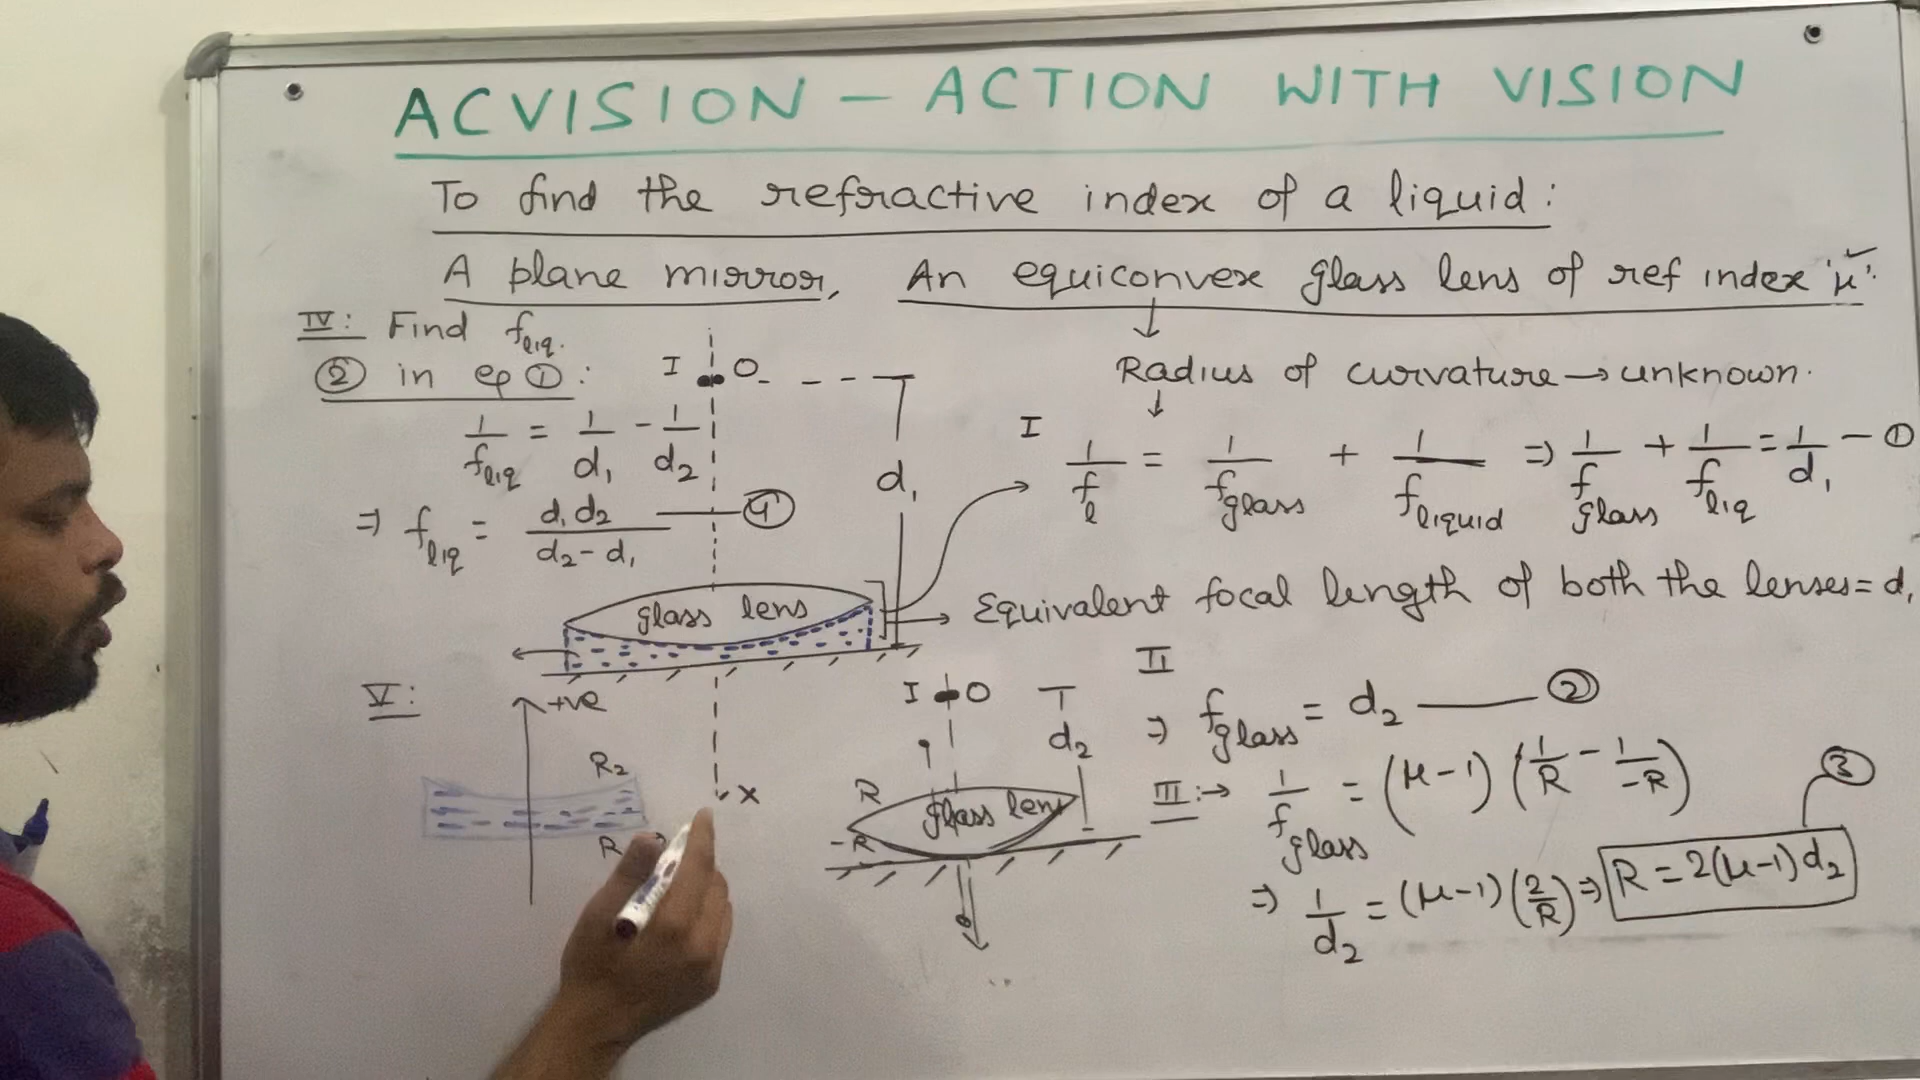 ACVISION - ACTION WITH VISION
To find the refractive index of a liquid:
A plane mirror, An equiconvex glass lens of ref index 'μ'.
IV: Find f_liq.
② in eq ①:
1/f_liq = 1/d₁ - 1/d₂
⇒ f_liq = d₁d₂/(d₂-d₁) — ④
I O
d₁
glass lens
Radius of curvature → unknown.
I 1/f_l = 1/f_glass + 1/f_liquid ⇒ 1/f_glass + 1/f_liq = 1/d₁ — ①
Equivalent focal length of both the lenses = d₁
V:
+ve
R₂
R
X
I O
d₂
R
glass lens
-R
II
⇒ f_glass = d₂ — ②
III:→ 1/f_glass = (μ-1)(1/R - 1/-R)
⇒ 1/d₂ = (μ-1)(2/R) ⇒ R = 2(μ-1)d₂
③